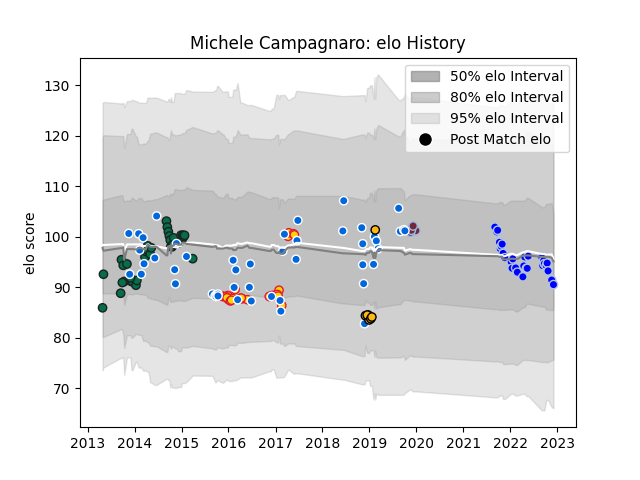 Michele Campagnaro: elo History
50% elo Interval
80% elo Interval
95% elo Interval
Post Match elo
elo score
130
120
110
100
90
80
70
2013 2014 2015 2016 2017 2018 2019 2020 2021 2022 2023